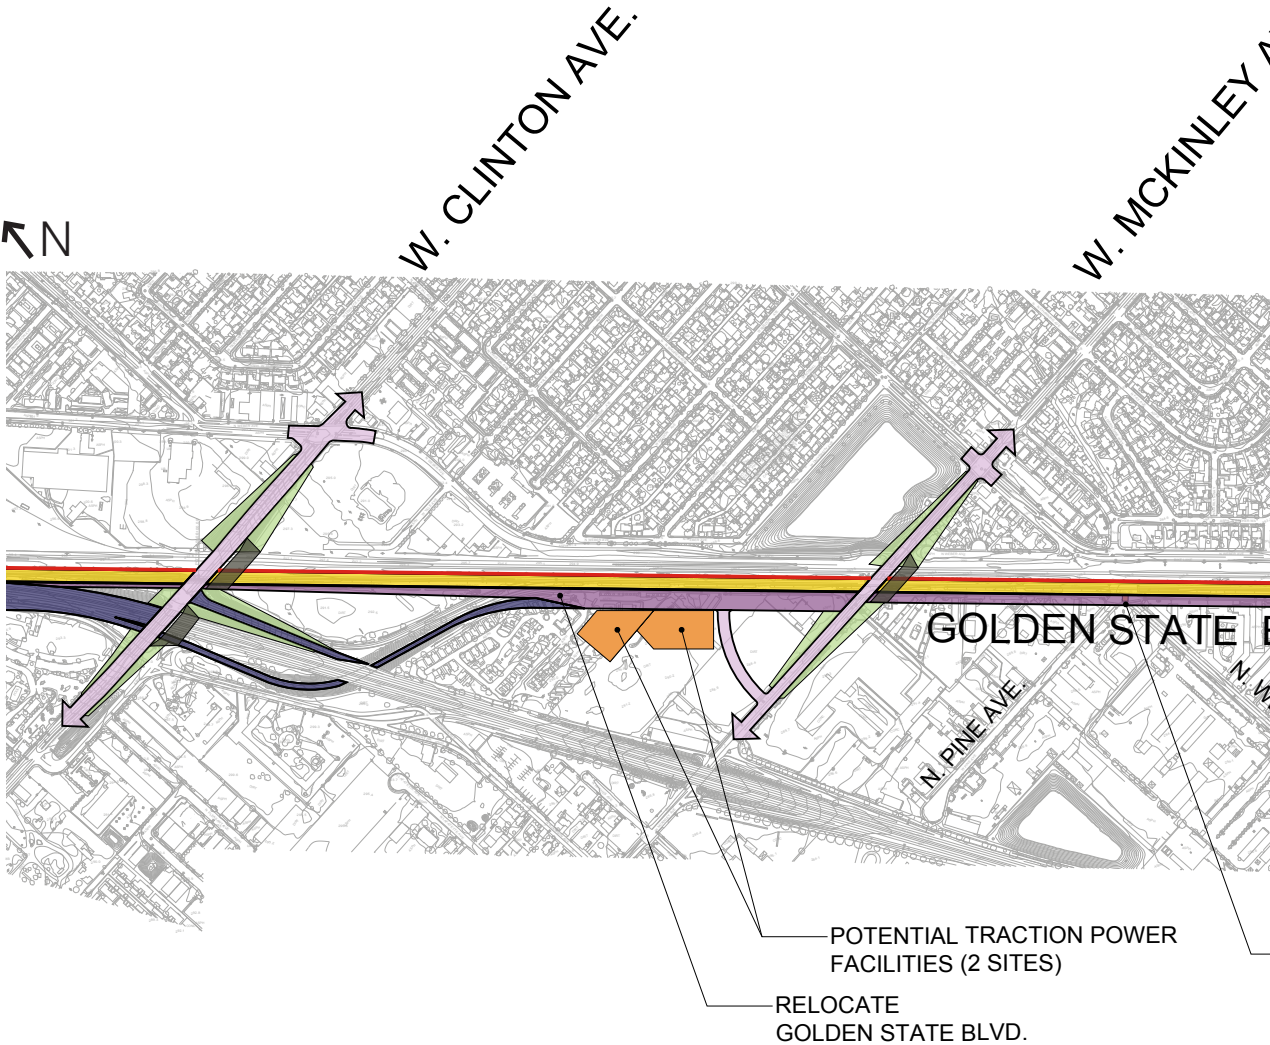 W. CLINTON AVE.
W. MCKINLEY
N
GOLDEN STATE
N. PINE AVE.
POTENTIAL TRACTION POWER
FACILITIES (2 SITES)
RELOCATE
GOLDEN STATE BLVD.